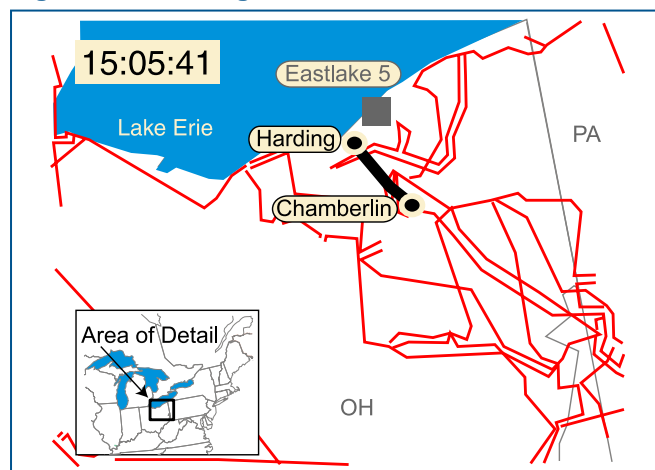 15:05:41
Eastlake 5
Lake Erie
Harding
PA
Chamberlin
Area of Detail
OH